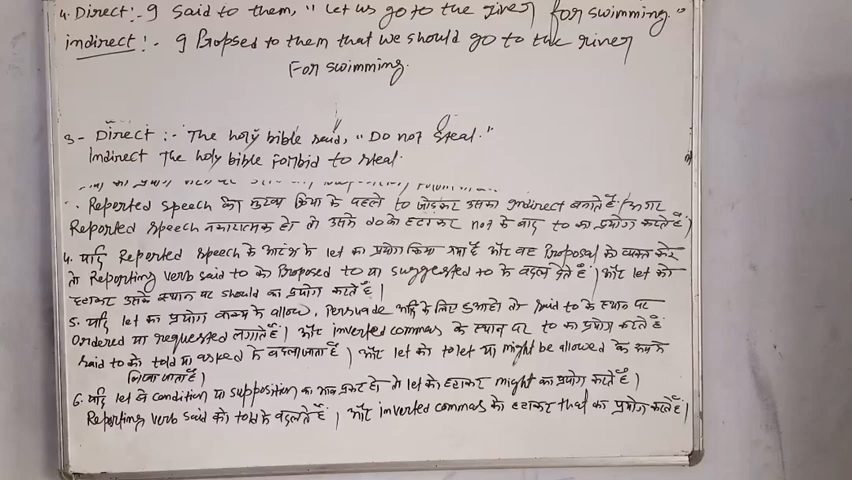 4. Direct:- I said to them, "Let us go to the river for swimming."
indirect:- I Propsed to them that we should go to the river
For swimming.
3- Direct :- The holy bible said, "Do not steal."
Indirect The holy bible forbid to steal.
Reported speech का मुख्य क्रिया के पहले to जोड़कर उसका Indirect बनाते हैं। अगर
Reported speech नकारात्मक हो तो उसके do को हटाकर not के बाद to का प्रयोग करते हैं।
4. यदि Reported speech के आरंभ में let का प्रयोग किया गया है और वह Proposal को व्यक्त करे
तो Reporting verb said to को Proposed to या suggested to में बदल देते हैं। और let को
हटाकर उसके स्थान पर should का प्रयोग करते हैं।
5. यदि let का प्रयोग वाक्य में allow, Persuade आदि के लिए हुआ हो तो said to के स्थान पर
ordered या requested लगाते हैं। और inverted commas के स्थान पर to का प्रयोग करते हैं
said to को told या asked में बदला जाता है। और let को to let या might be allowed के रूप में
लिखा जाता है।
6. यदि let से condition या supposition का भाव प्रकट हो तो let को हटाकर might का प्रयोग करते हैं।
Reporting verb said को told में बदलते हैं। और inverted commas को हटाकर that का प्रयोग करते हैं।